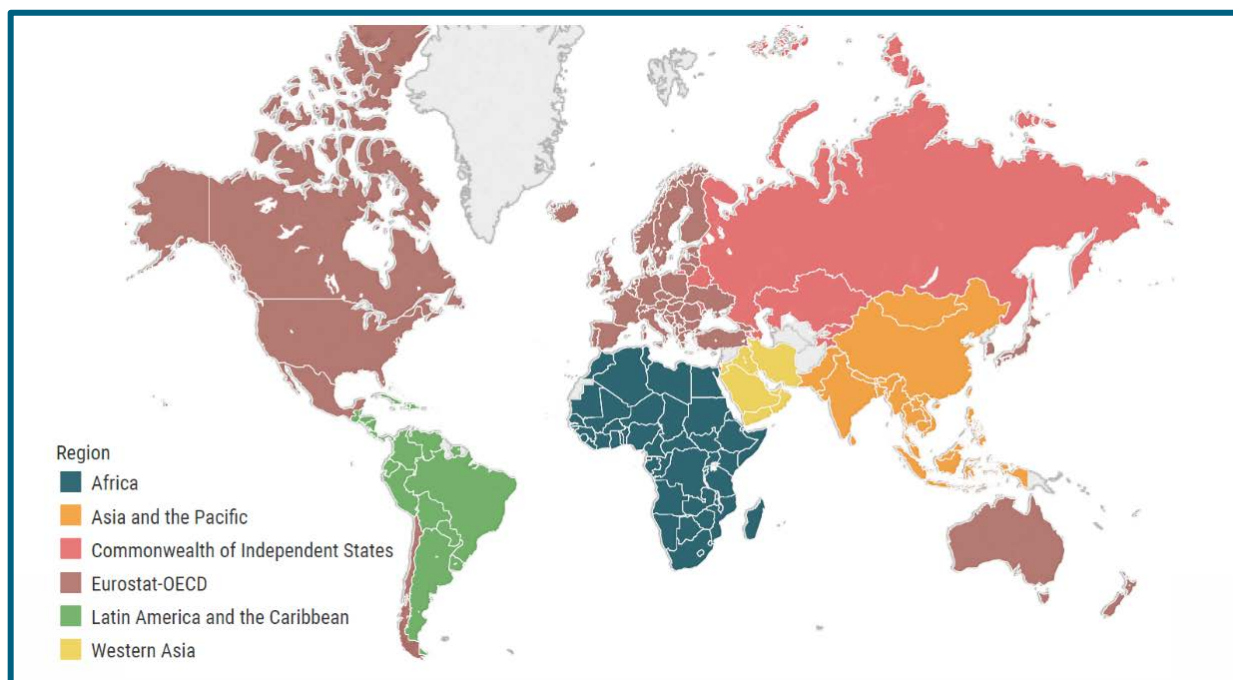 Region
Africa
Asia and the Pacific
Commonwealth of Independent States
Eurostat-OECD
Latin America and the Caribbean
Western Asia